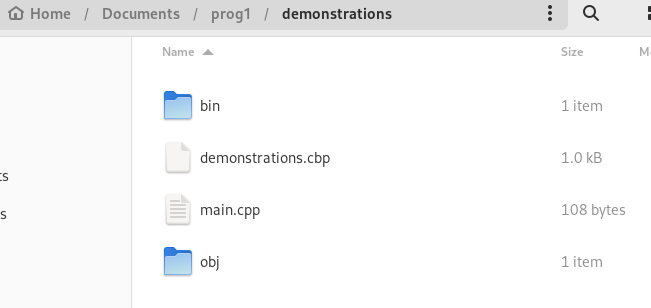 Home / Documents / prog1 / demonstrations
Name Size M
bin 1 item
demonstrations.cbp 1.0 kB
ts
main.cpp 108 bytes
s
obj 1 item